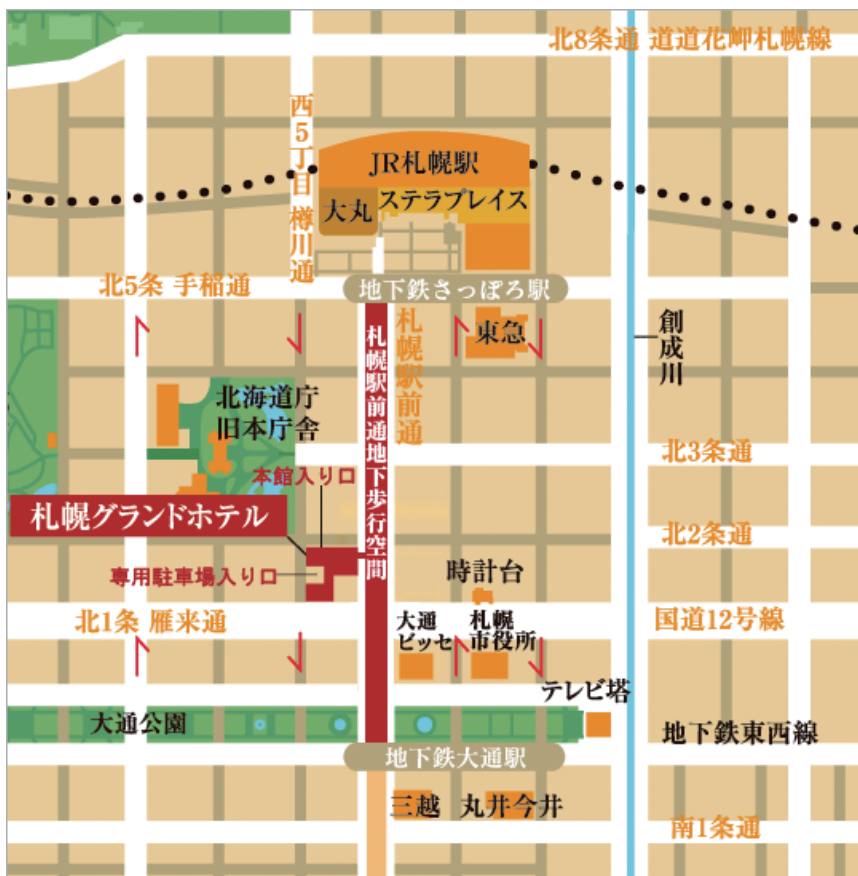 北8条通 道道花岬札幌線
西5丁目 樽川通
JR札幌駅
大丸
ステラプレイス
北5条 手稲通
地下鉄さっぽろ駅
札幌駅前通地下歩行空間
札幌駅前通
東急
創成川
北海道庁
旧本庁舎
北3条通
本館入り口
札幌グランドホテル
北2条通
専用駐車場入り口
時計台
北1条 雁来通
大通
ビッセ
札幌
市役所
国道12号線
テレビ塔
大通公園
地下鉄東西線
地下鉄大通駅
三越
丸井今井
南1条通